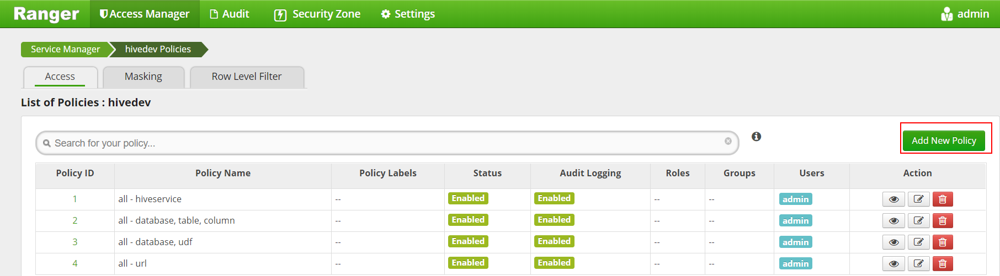 Ranger Access Manager Audit Security Zone Settings admin
Service Manager hivedev Policies
Access Masking Row Level Filter
List of Policies : hivedev
Search for your policy... Add New Policy
Policy ID Policy Name Policy Labels Status Audit Logging Roles Groups Users Action
1 all - hiveservice -- Enabled Enabled -- -- admin
2 all - database, table, column -- Enabled Enabled -- -- admin
3 all - database, udf -- Enabled Enabled -- -- admin
4 all - url -- Enabled Enabled -- -- admin